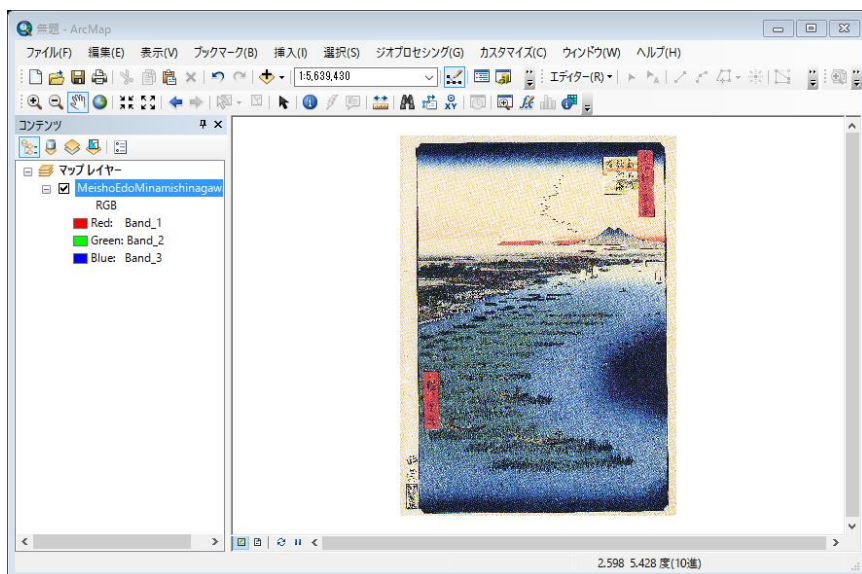 無題 - ArcMap
ファイル(F) 編集(E) 表示(V) ブックマーク(B) 挿入(I) 選択(S) ジオプロセシング(G) カスタマイズ(C) ウィンドウ(W) ヘルプ(H)
1:5,639,430
エディター(R)
コンテンツ
マップ レイヤー
MeishoEdoMinamishinagaw
RGB
Red: Band_1
Green: Band_2
Blue: Band_3
2.598 5.428 度(10進)